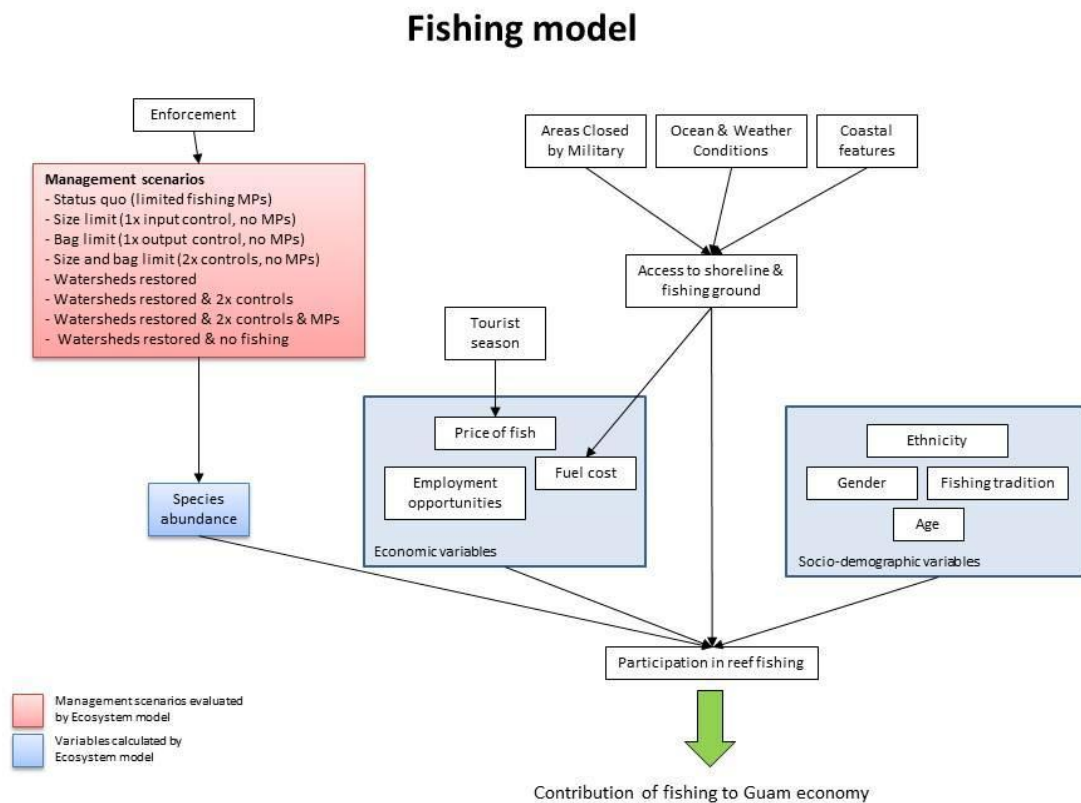 Fishing model
Enforcement
Areas Closed
by Military
Ocean & Weather
Conditions
Coastal
features
Management scenarios
- Status quo (limited fishing MPs)
- Size limit (1x input control, no MPs)
- Bag limit (1x output control, no MPs)
- Size and bag limit (2x controls, no MPs)
- Watersheds restored
- Watersheds restored & 2x controls
- Watersheds restored & 2x controls & MPs
- Watersheds restored & no fishing
Access to shoreline &
fishing ground
Tourist
season
Price of fish
Employment
opportunities
Fuel cost
Economic variables
Ethnicity
Gender
Fishing tradition
Age
Socio-demographic variables
Species
abundance
Participation in reef fishing
Management scenarios evaluated
by Ecosystem model
Variables calculated by
Ecosystem model
Contribution of fishing to Guam economy